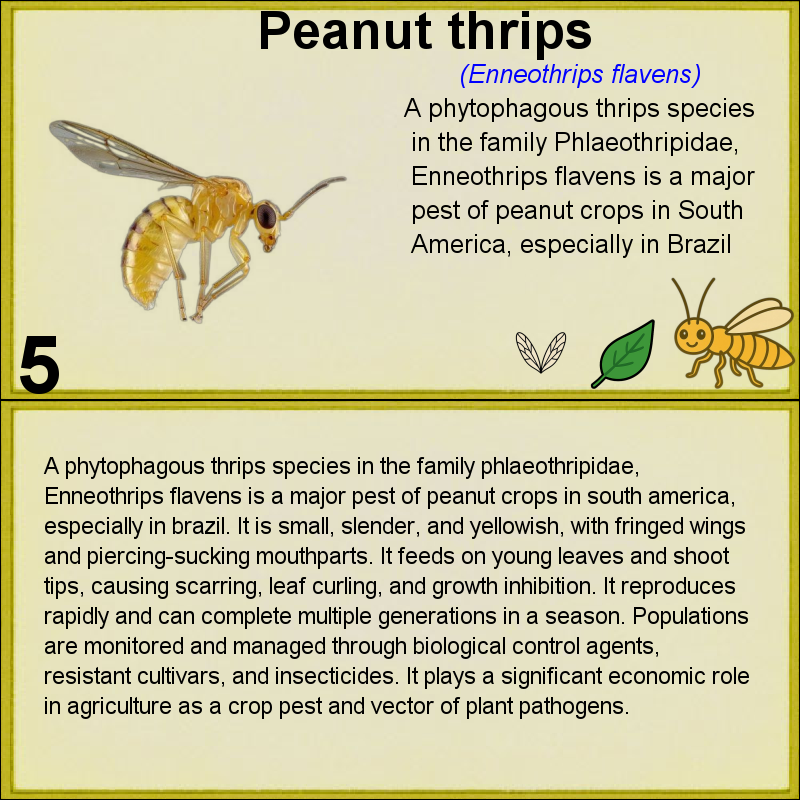 Peanut thrips
(Enneothrips flavens)
A phytophagous thrips species
in the family Phlaeothripidae,
Enneothrips flavens is a major
pest of peanut crops in South
America, especially in Brazil
5
A phytophagous thrips species in the family phlaeothripidae,
Enneothrips flavens is a major pest of peanut crops in south america,
especially in brazil. It is small, slender, and yellowish, with fringed wings
and piercing-sucking mouthparts. It feeds on young leaves and shoot
tips, causing scarring, leaf curling, and growth inhibition. It reproduces
rapidly and can complete multiple generations in a season. Populations
are monitored and managed through biological control agents,
resistant cultivars, and insecticides. It plays a significant economic role
in agriculture as a crop pest and vector of plant pathogens.